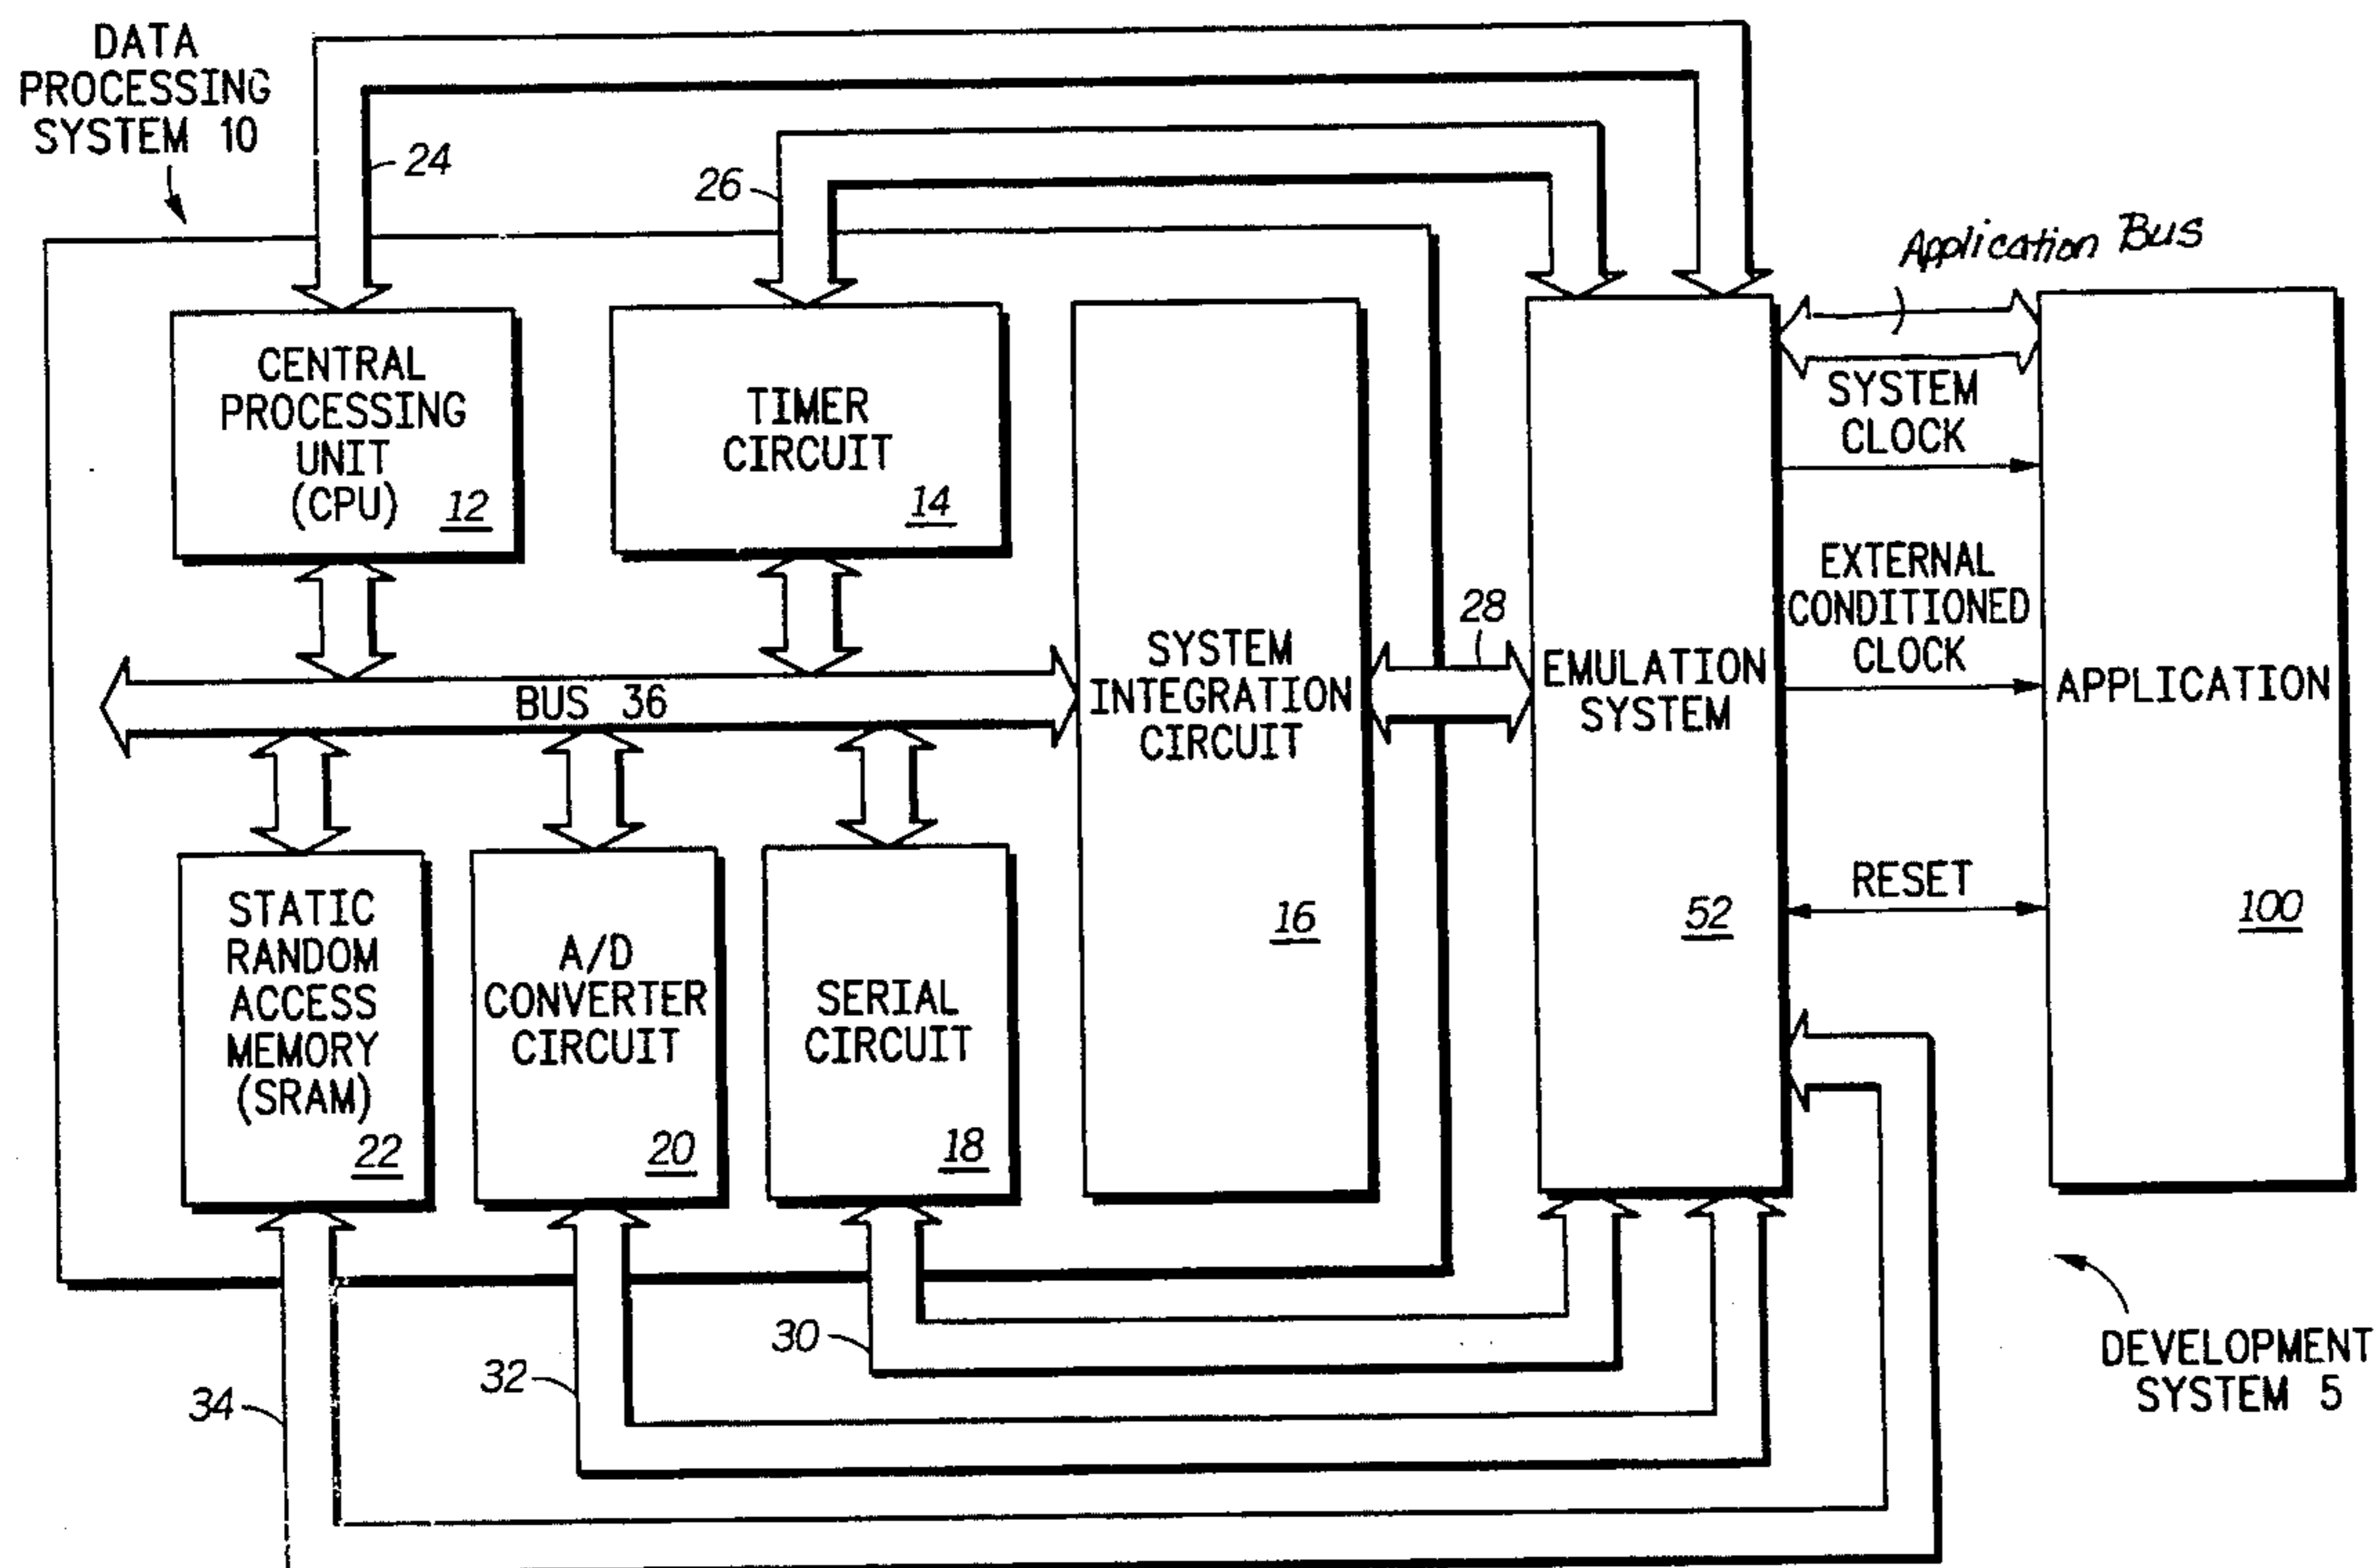 DATA
PROCESSING
SYSTEM 10
24
26
Application Bus
CENTRAL
PROCESSING
UNIT
(CPU)
12
TIMER
CIRCUIT
14
SYSTEM
CLOCK
EXTERNAL
CONDITIONED
CLOCK
28
BUS 36
SYSTEM
INTEGRATION
CIRCUIT
16
EMULATION
SYSTEM
52
APPLICATION
100
RESET
STATIC
RANDOM
ACCESS
MEMORY
(SRAM)
22
A/D
CONVERTER
CIRCUIT
20
SERIAL
CIRCUIT
18
30
32
34
DEVELOPMENT
SYSTEM 5